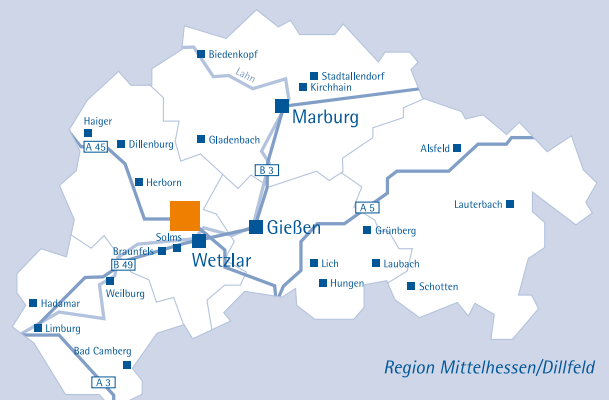 Biedenkopf
Lahn
Stadtallendorf
Kirchhain
Marburg
Haiger
A 45
Dillenburg
Gladenbach
Alsfeld
B 3
Herborn
A 5
Lauterbach
Gießen
Grünberg
Solms
Braunfels
Wetzlar
B 49
Lich
Laubach
Weilburg
Hungen
Schotten
Hadamar
Limburg
Bad Camberg
Region Mittelhessen/Dillfeld
A 3